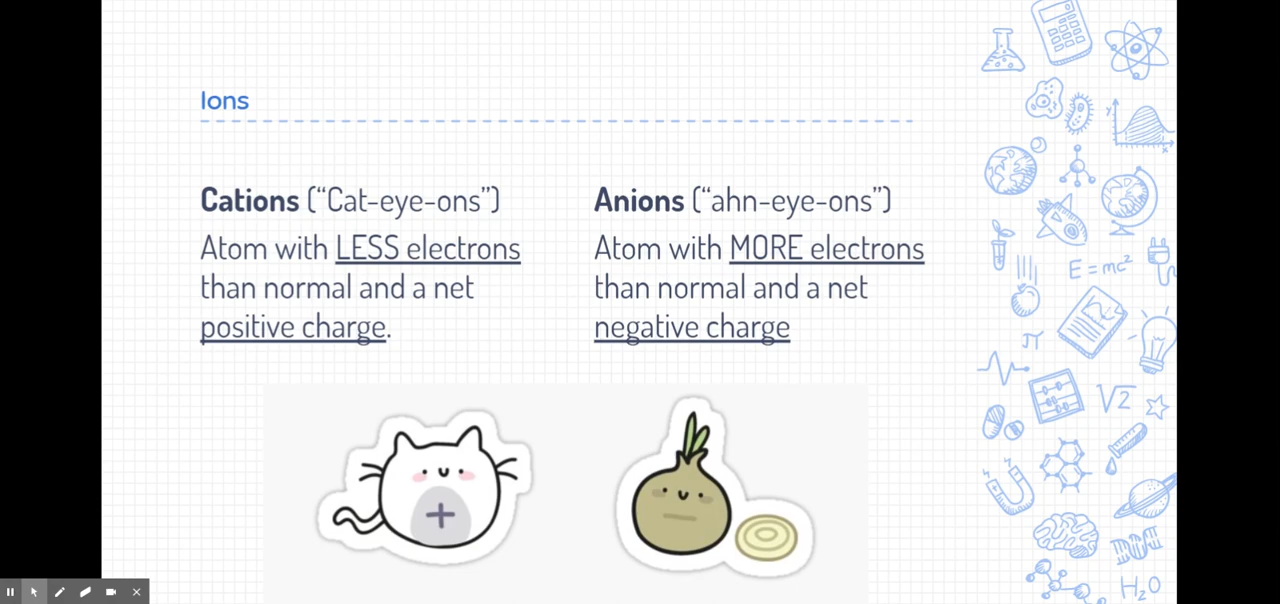 Ions
Cations (“Cat-eye-ons”)
Atom with LESS electrons
than normal and a net
positive charge.
Anions (“ahn-eye-ons”)
Atom with MORE electrons
than normal and a net
negative charge
+
−
y
x
E = mc²
π
√2
H₂O